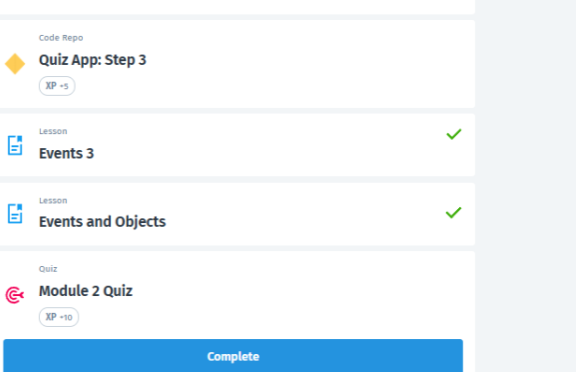 Code Repo
Quiz App: Step 3
XP +5
Lesson
Events 3
Lesson
Events and Objects
Quiz
Module 2 Quiz
XP +10
Complete